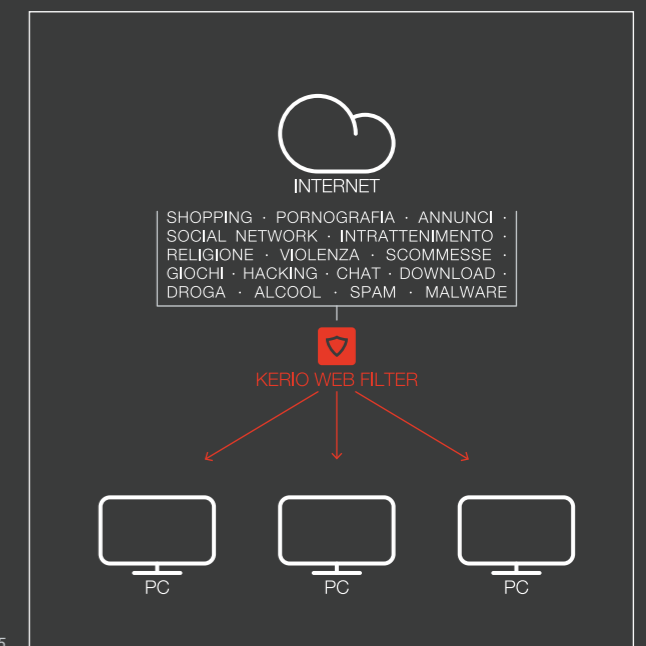 INTERNET
SHOPPING · PORNOGRAFIA · ANNUNCI ·
SOCIAL NETWORK · INTRATTENIMENTO ·
RELIGIONE · VIOLENZA · SCOMMESSE ·
GIOCHI · HACKING · CHAT · DOWNLOAD ·
DROGA · ALCOOL · SPAM · MALWARE
KERIO WEB FILTER
PC PC PC
5